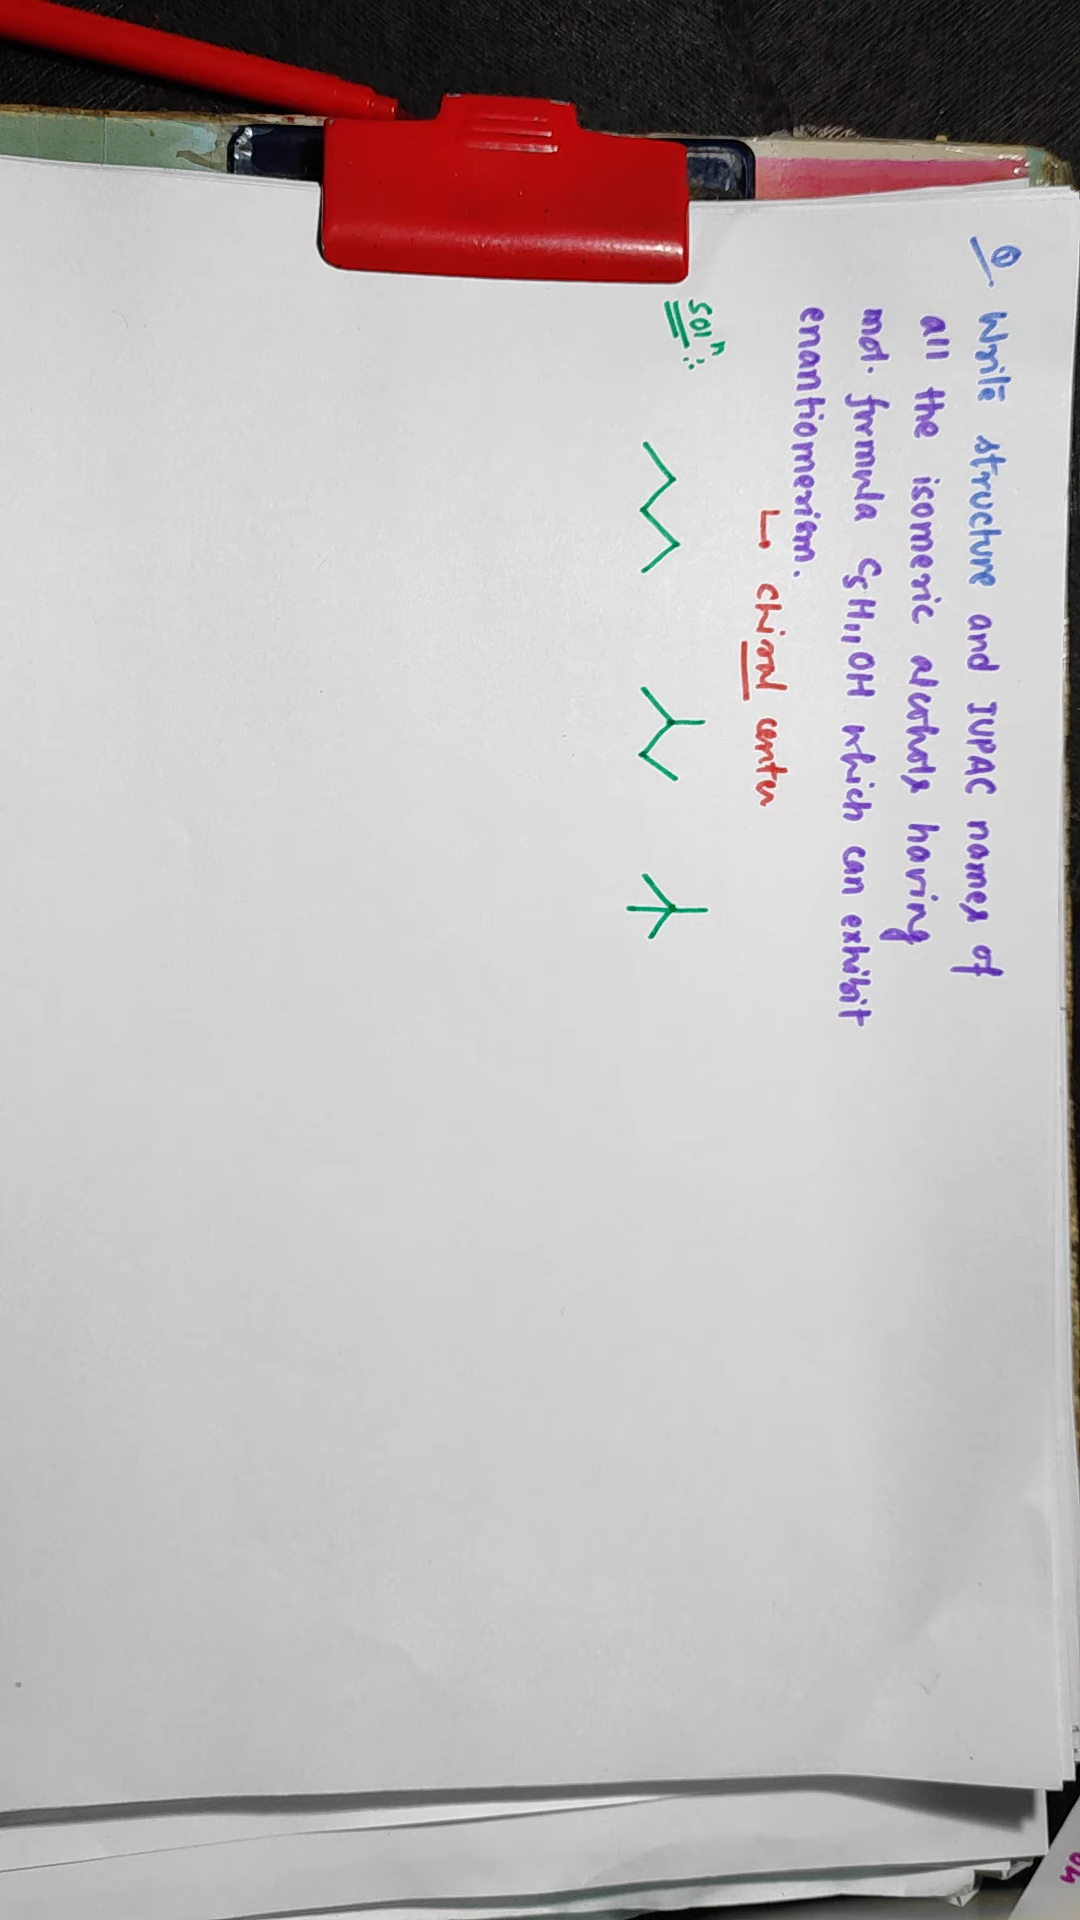 Q Write structure and IUPAC names of
all the isomeric alcohols having
mol. formula C5H11OH which can exhibit
enantiomerism.
↳ chiral center
Solⁿ :-